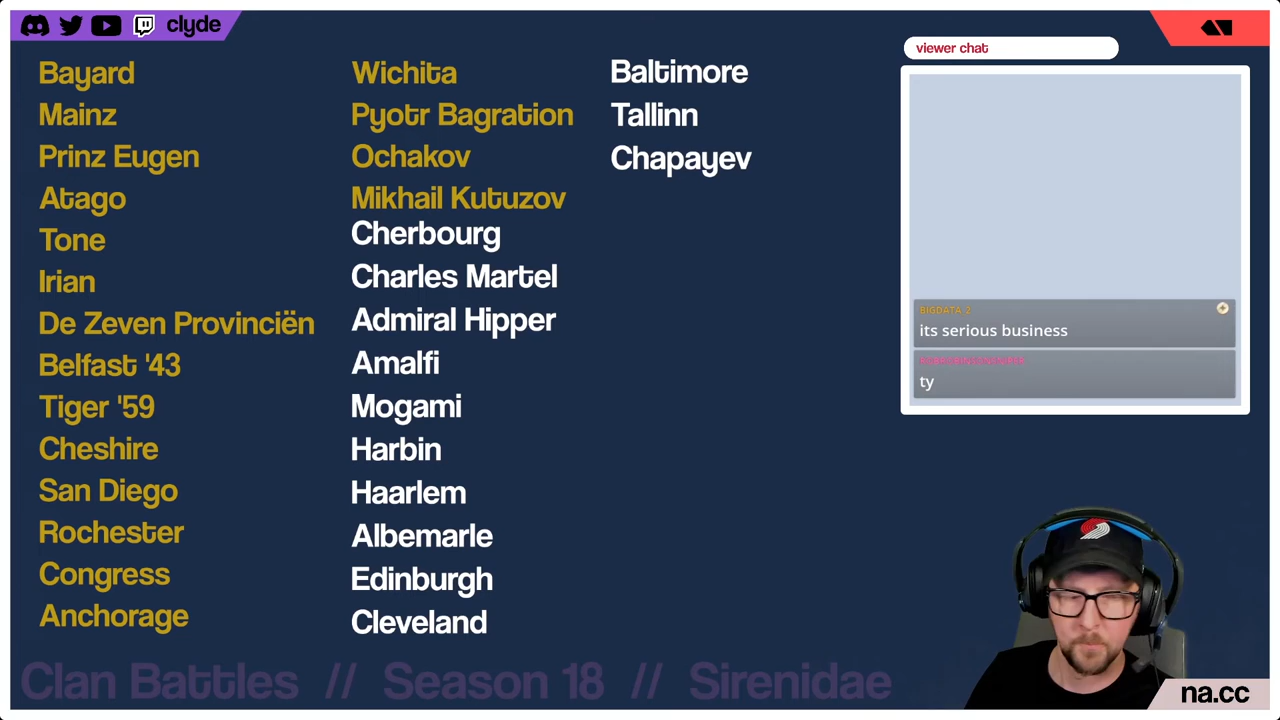 clyde
Bayard
Mainz
Prinz Eugen
Atago
Tone
Irian
De Zeven Provinciën
Belfast '43
Tiger '59
Cheshire
San Diego
Rochester
Congress
Anchorage
Wichita
Pyotr Bagration
Ochakov
Mikhail Kutuzov
Cherbourg
Charles Martel
Admiral Hipper
Amalfi
Mogami
Harbin
Haarlem
Albemarle
Edinburgh
Cleveland
Baltimore
Tallinn
Chapayev
viewer chat
BIGDATA_2
its serious business
ty
Clan Battles // Season 18 // Sirenidae
na.cc